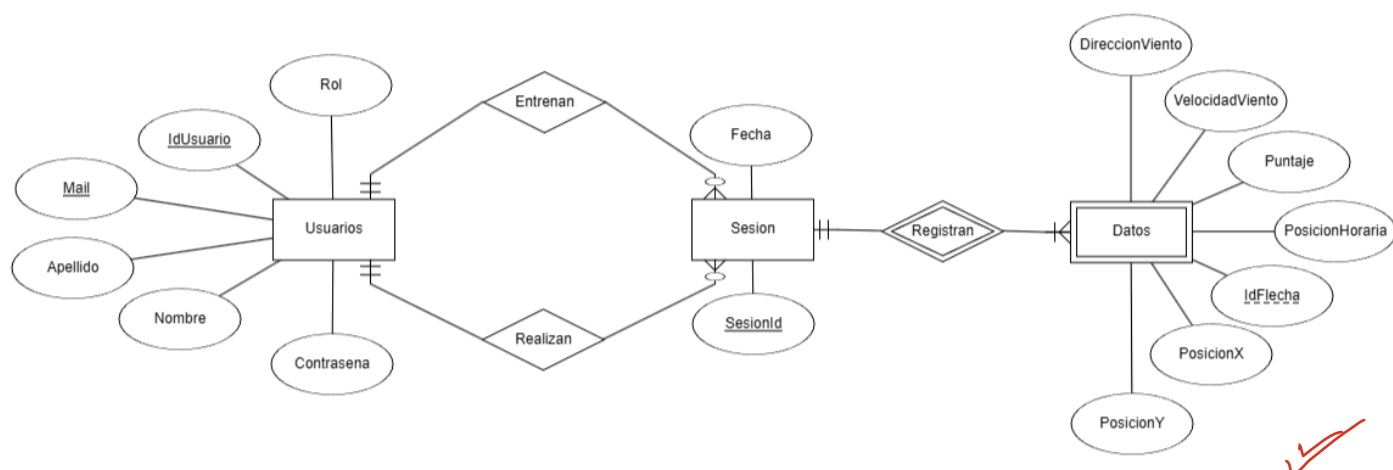 DireccionViento
Rol
Entrenan
VelocidadViento
Fecha
IdUsuario
Puntaje
Mail
Usuarios
Sesion
Registran
Datos
PosicionHoraria
Apellido
IdFlecha
Nombre
SesionId
Realizan
PosicionX
Contrasena
PosicionY